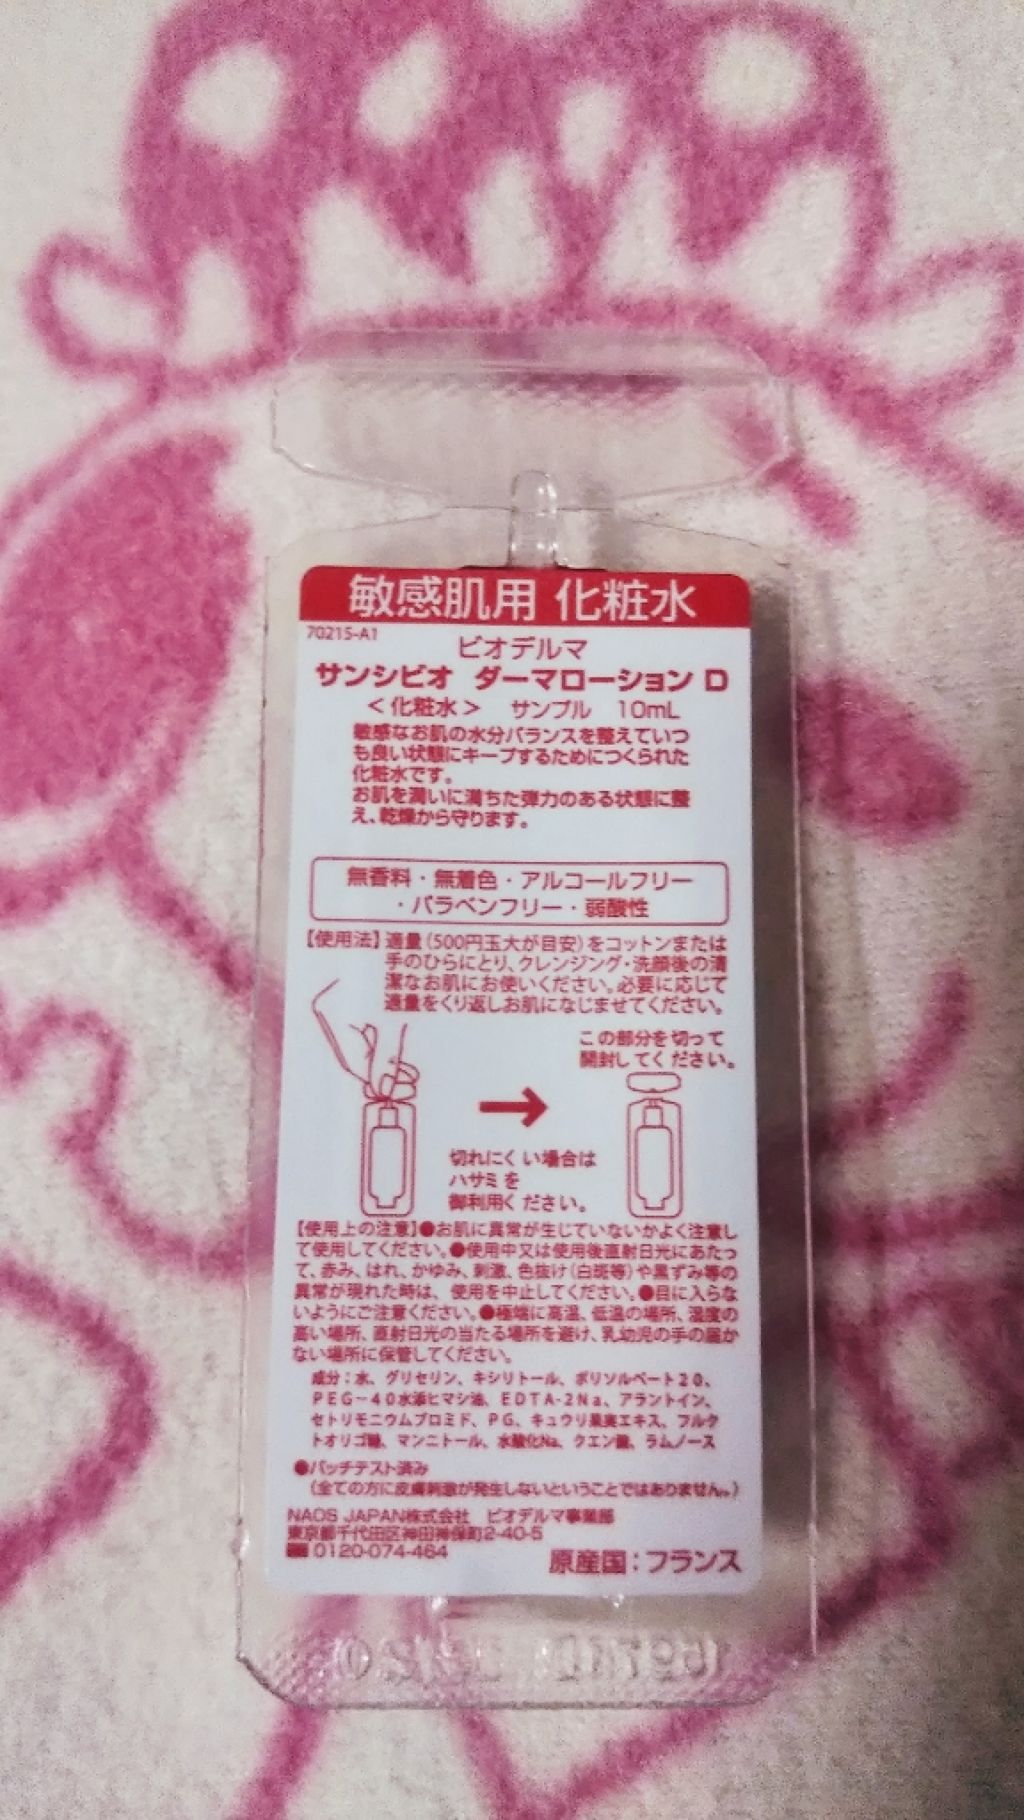 敏感肌用 化粧水
70215-A1
ビオデルマ
サンシビオ ダーマローション D
＜化粧水＞ サンプル 10mL
敏感なお肌の水分バランスを整えていつ
も良い状態にキープするためにつくられた
化粧水です。
お肌を潤いに満ちた弾力のある状態に整
え、乾燥から守ります。
無香料・無着色・アルコールフリー
・パラベンフリー・弱酸性
【使用法】適量（500円玉大が目安）をコットンまたは
手のひらにとり、クレンジング・洗顔後の清
潔なお肌にお使いください。必要に応じて
適量をくり返しお肌になじませてください。
この部分を切って
開封してください。
切れにくい場合は
ハサミを
御利用ください。
【使用上の注意】●お肌に異常が生じていないかよく注意し
て使用してください。●使用中又は使用後直射日光にあたっ
て、赤み、はれ、かゆみ、刺激、色抜け（白斑等）や黒ずみ等の
異常が現れた時は、使用を中止してください。●目に入らな
いようにご注意ください。●極端に高温、低温の場所、湿度の
高い場所、直射日光の当たる場所を避け、乳幼児の手の届か
ない場所に保管してください。
成分：水、グリセリン、キシリトール、ポリソルベート２０、
ＰＥＧ－４０水添ヒマシ油、ＥＤＴＡ-２Ｎａ、アラントイン、
セトリモニウムブロミド、ＰＧ、キュウリ果実エキス、フルク
トオリゴ糖、マンニトール、水酸化Na、クエン酸、ラムノース
●パッチテスト済み
（全ての方に皮膚刺激が発生しないということではありません。）
NAOS JAPAN株式会社 ビオデルマ事業部
東京都千代田区神田神保町2-40-5
0120-074-464
原産国：フランス